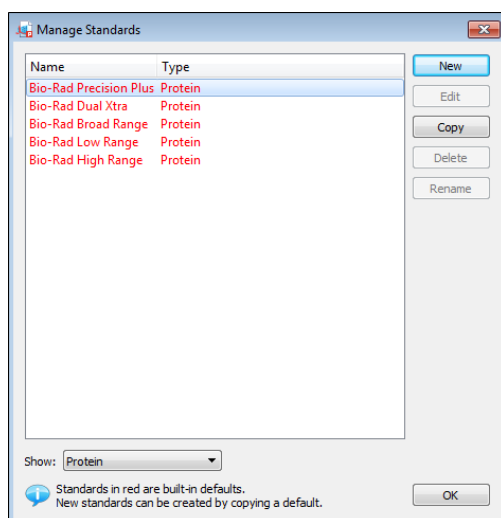 Manage Standards
Name Type
Bio-Rad Precision Plus Protein
Bio-Rad Dual Xtra Protein
Bio-Rad Broad Range Protein
Bio-Rad Low Range Protein
Bio-Rad High Range Protein
New
Edit
Copy
Delete
Rename
Show: Protein
Standards in red are built-in defaults.
New standards can be created by copying a default.
OK